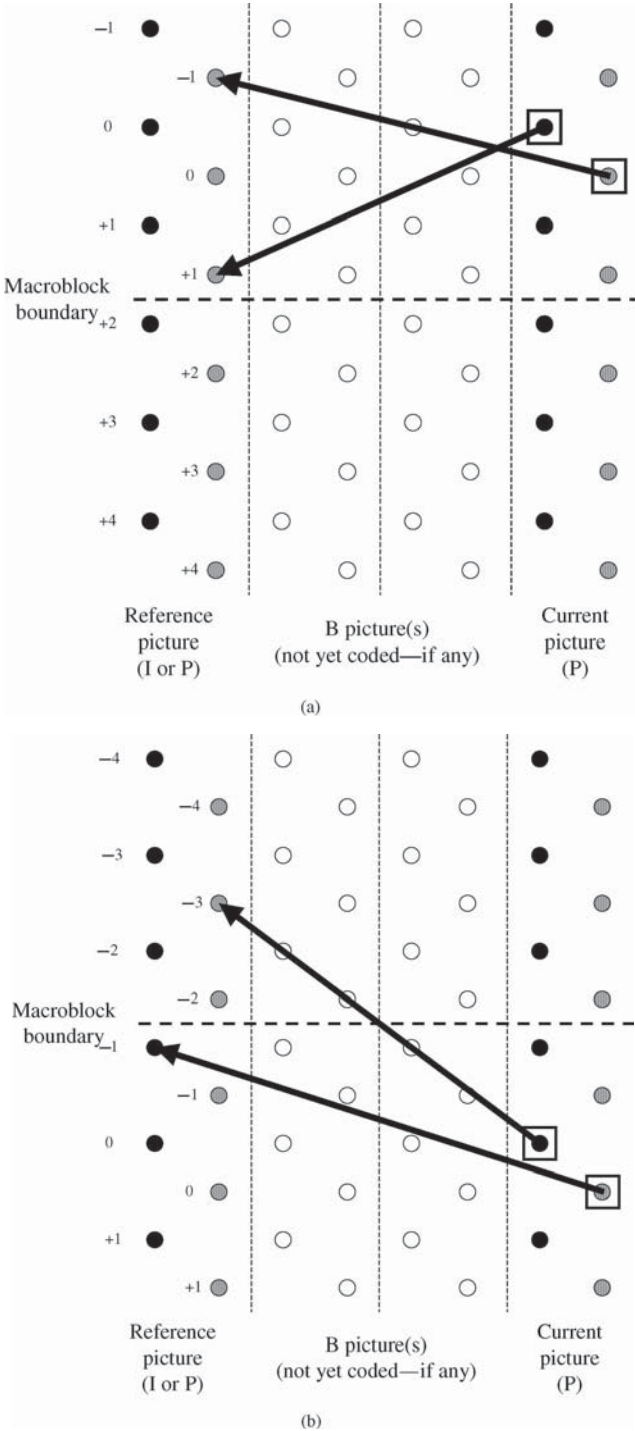 −1
−1
0
0
+1
+1
Macroblock
boundary
+2
+2
+3
+3
+4
+4
Reference
picture
(I or P)
B picture(s)
(not yet coded—if any)
Current
picture
(P)
(a)
−4
−4
−3
−3
−2
−2
Macroblock
boundary
−1
−1
0
0
+1
+1
Reference
picture
(I or P)
B picture(s)
(not yet coded—if any)
Current
picture
(P)
(b)